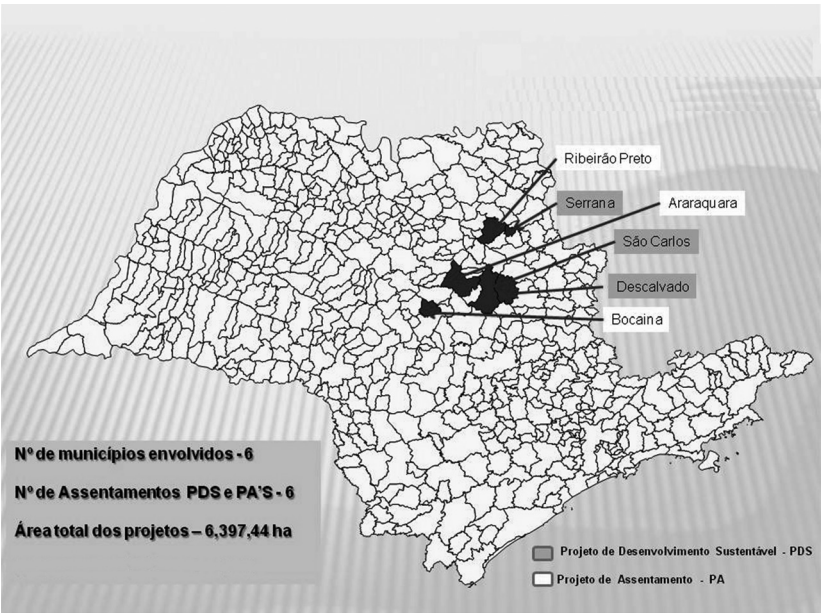 Ribeirão Preto
Serrana
Araraquara
São Carlos
Descalvado
Bocaina
Nº de municípios envolvidos - 6
Nº de Assentamentos PDS e PA'S - 6
Área total dos projetos – 6,397,44 ha
Projeto de Desenvolvimento Sustentável - PDS
Projeto de Assentamento - PA